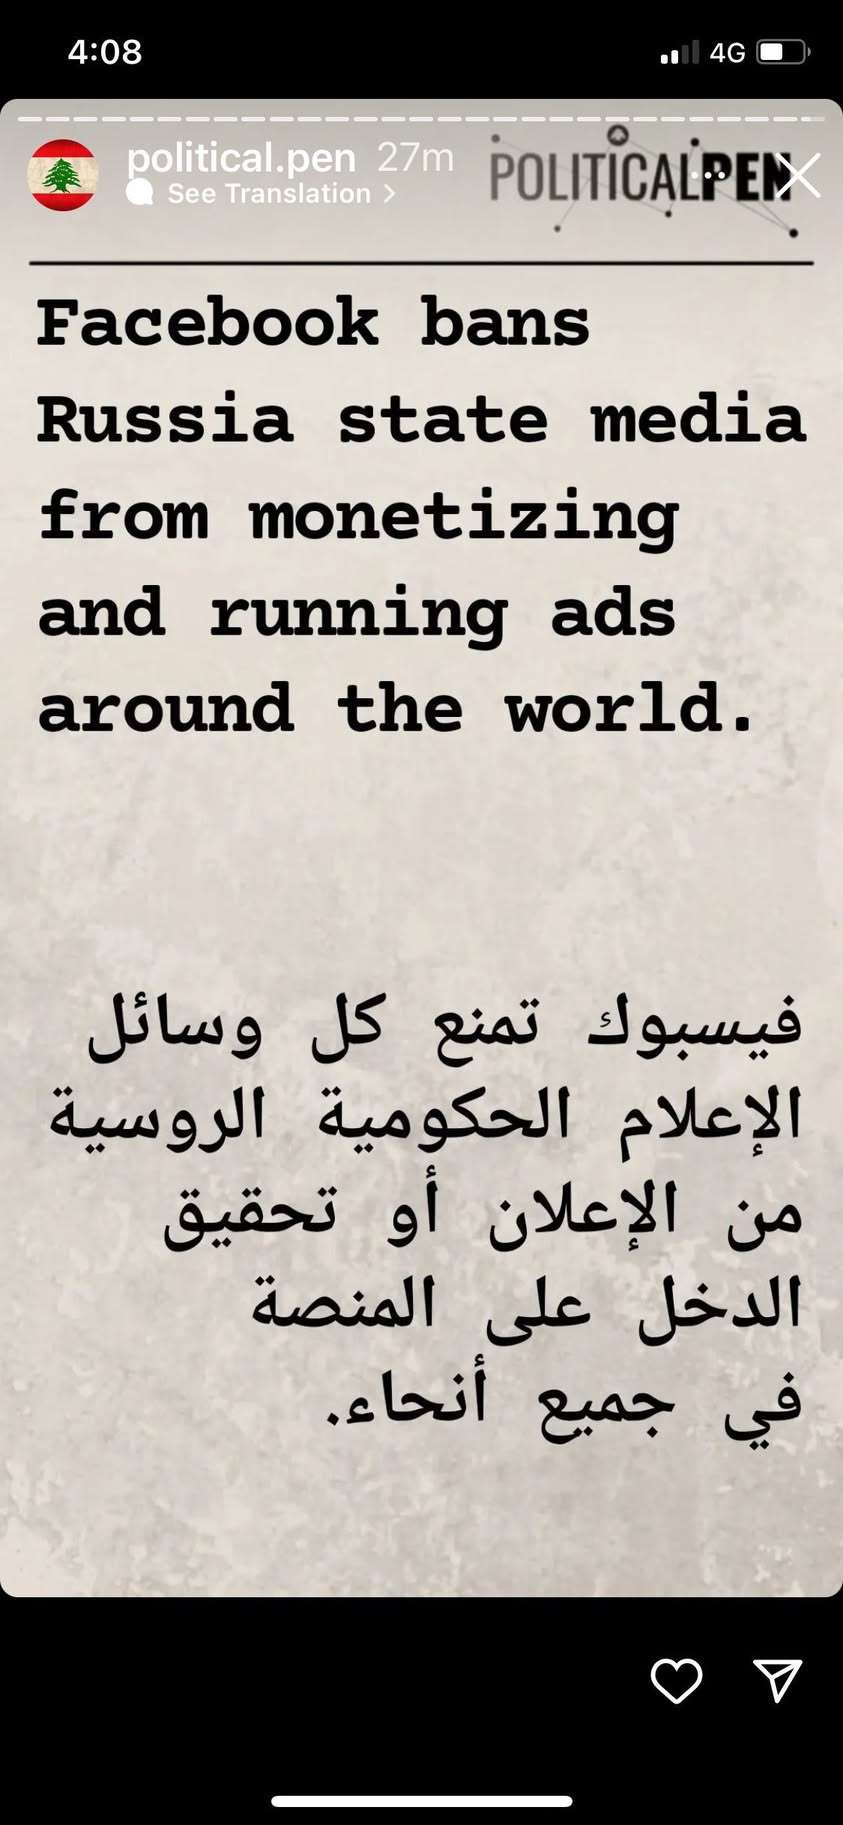 4:08
4G
political.pen 27m
See Translation
POLITICALPEN
Facebook bans
Russia state media
from monetizing
and running ads
around the world.
فيسبوك تمنع كل وسائل
الإعلام الحكومية الروسية
من الإعلان أو تحقيق
الدخل على المنصة
في جميع أنحاء.